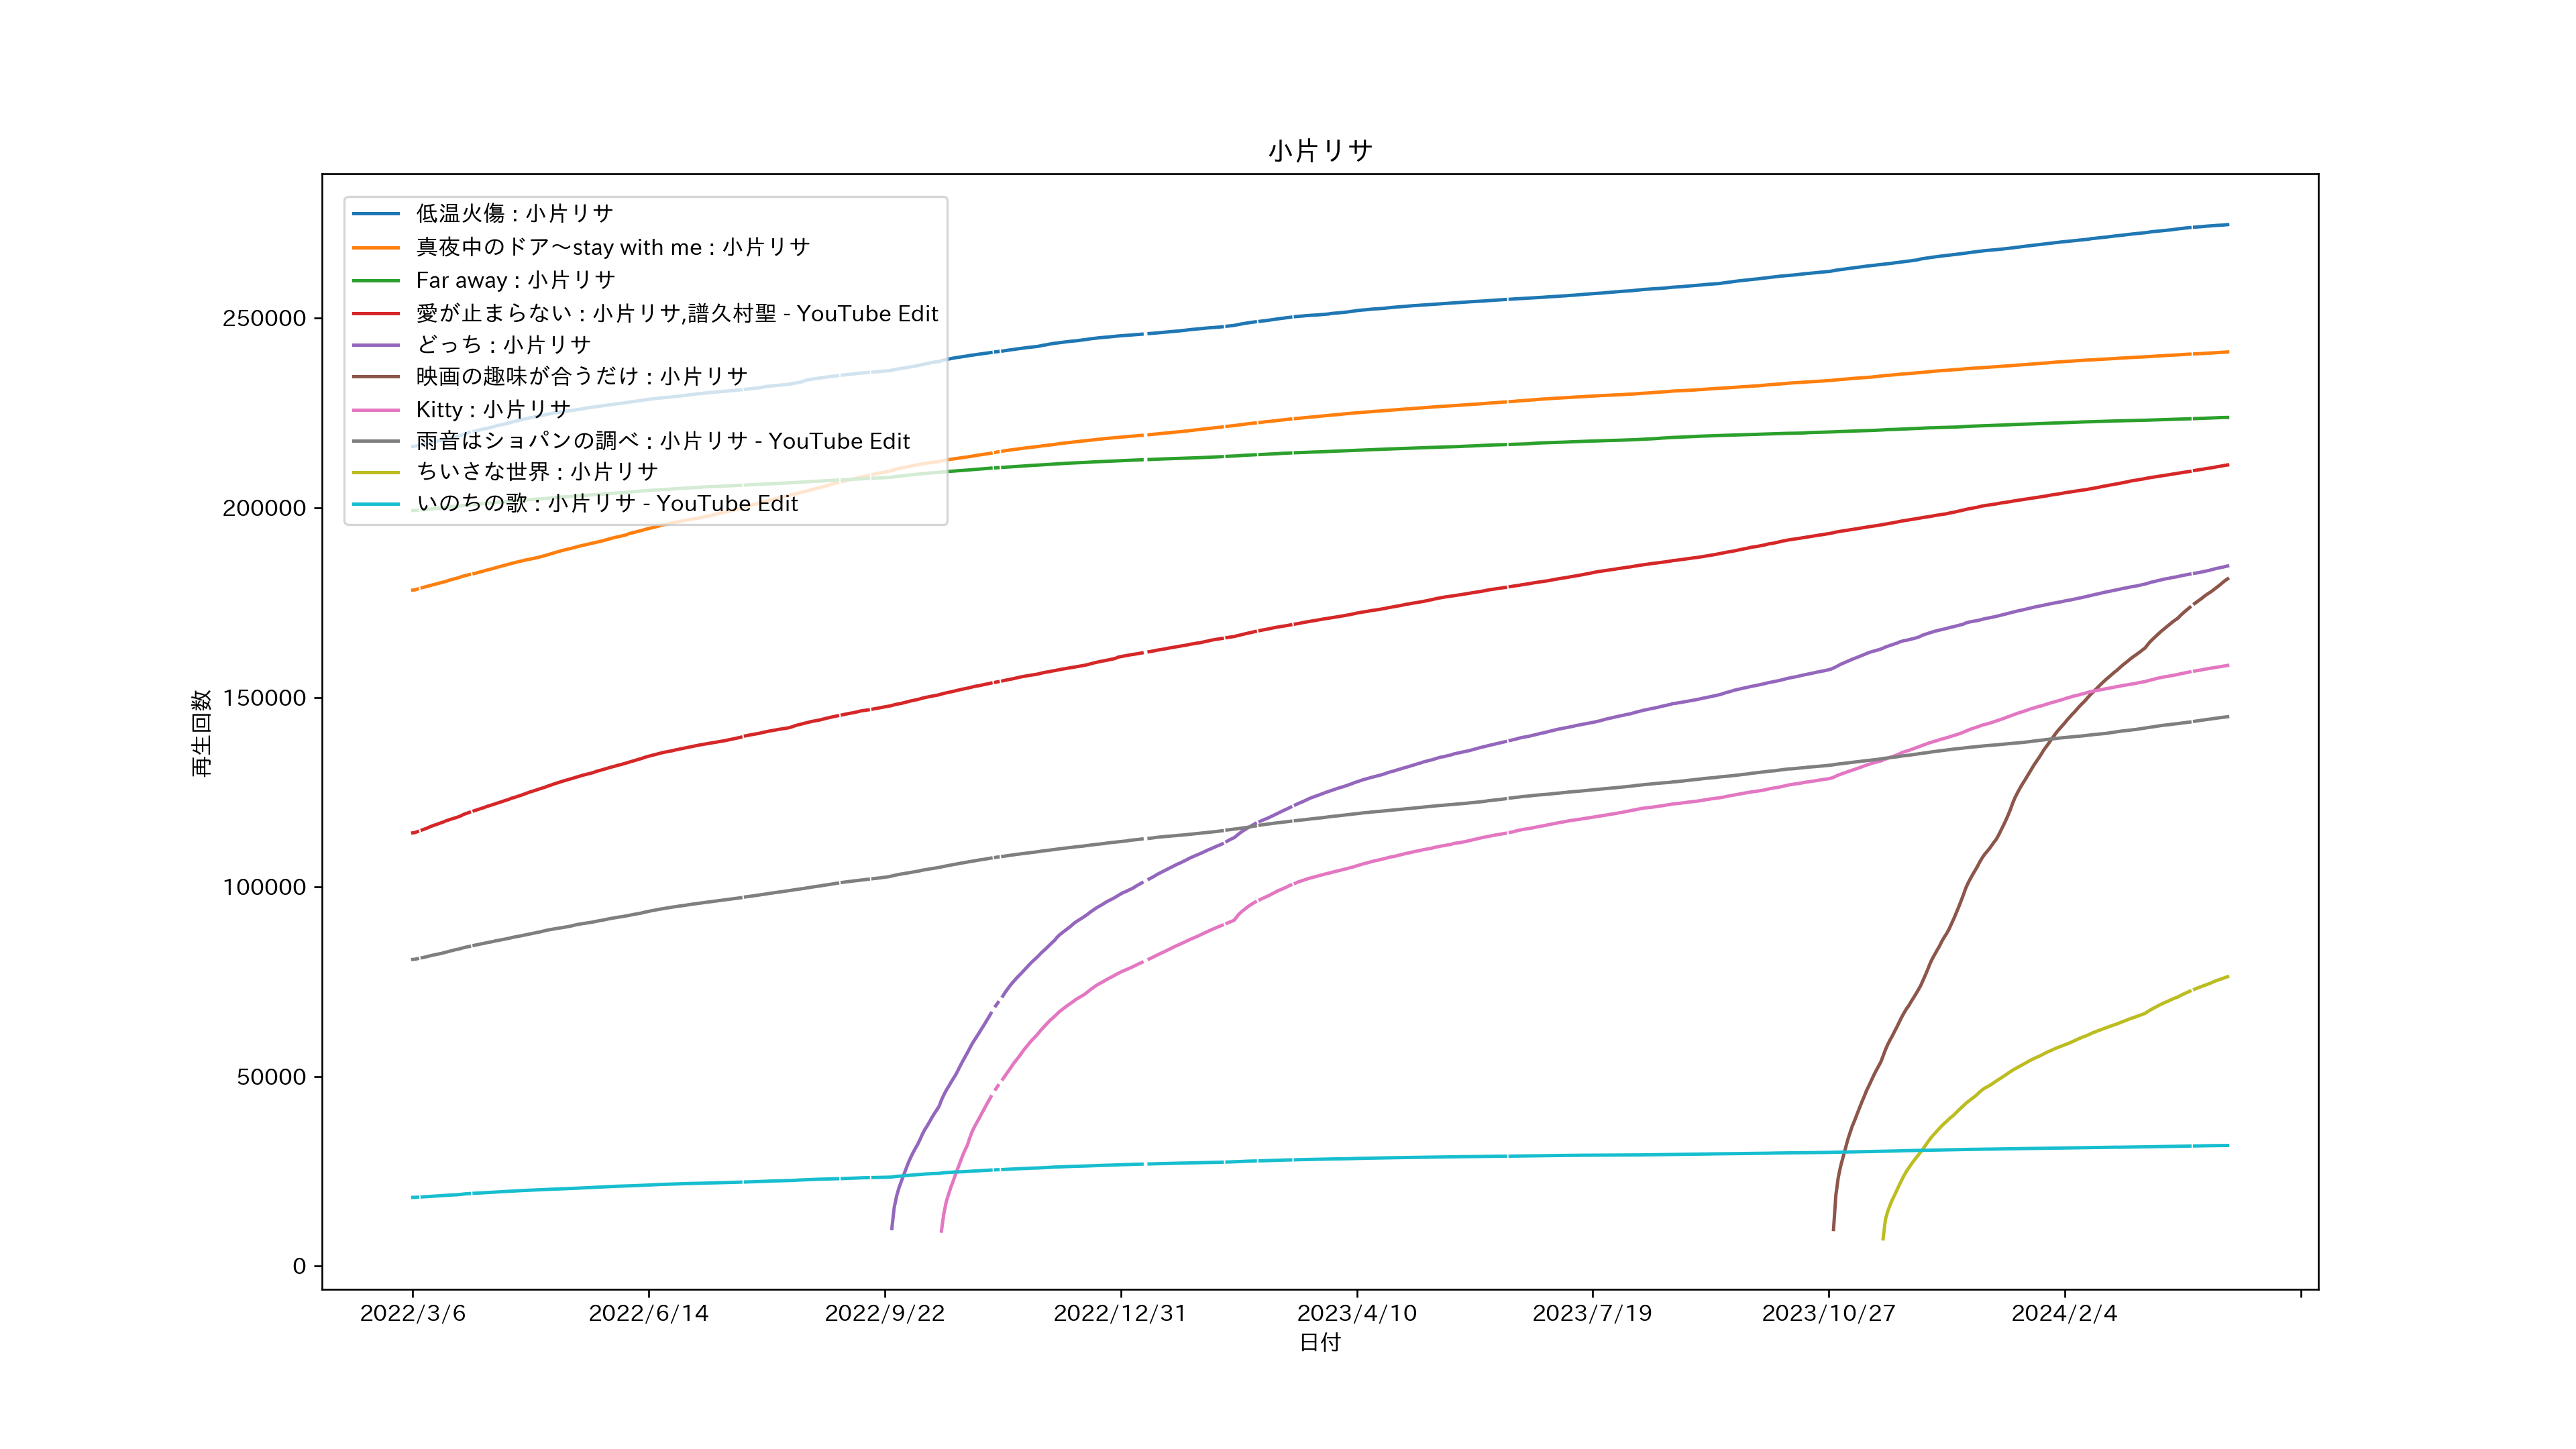 小片リサ
低温火傷 : 小片リサ
真夜中のドア～stay with me : 小片リサ
Far away : 小片リサ
愛が止まらない : 小片リサ,譜久村聖 - YouTube Edit
どっち : 小片リサ
映画の趣味が合うだけ : 小片リサ
Kitty : 小片リサ
雨音はショパンの調べ : 小片リサ - YouTube Edit
ちいさな世界 : 小片リサ
いのちの歌 : 小片リサ - YouTube Edit
再生回数
250000
200000
150000
100000
50000
0
2022/3/6
2022/6/14
2022/9/22
2022/12/31
2023/4/10
2023/7/19
2023/10/27
2024/2/4
日付